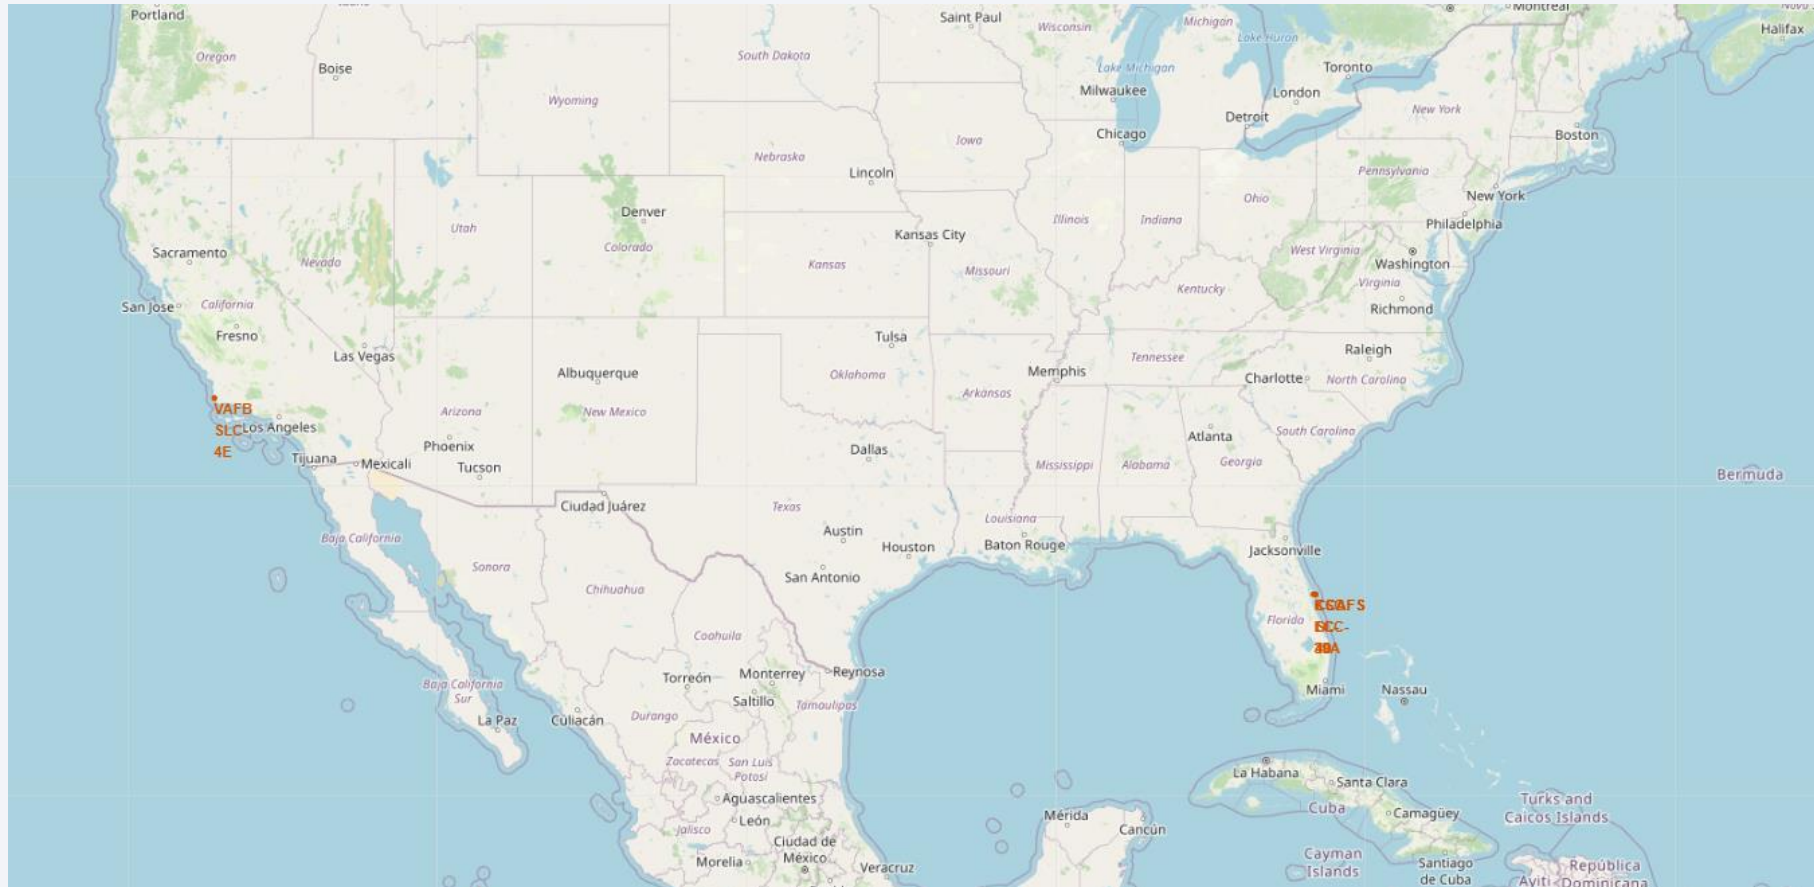 Portland
Saint Paul
Wisconsin
Michigan
Montréal
Halifax
Oregon
Boise
South Dakota
Lake Huron
Lake Michigan
Toronto
Wyoming
Milwaukee
London
New York
Detroit
Chicago
Boston
Iowa
Nebraska
Lincoln
Pennsylvania
New York
Ohio
Denver
Illinois
Indiana
Philadelphia
Utah
Kansas City
Colorado
West Virginia
Sacramento
Nevada
Kansas
Missouri
Washington
Virginia
Kentucky
San Jose
California
Richmond
Fresno
Tulsa
Las Vegas
Raleigh
Tennessee
Albuquerque
Oklahoma
Memphis
Charlotte
North Carolina
Arkansas
VAFB
SLC-
4E
Los Angeles
Arizona
New Mexico
South Carolina
Atlanta
Phoenix
Dallas
Tijuana
Mexicali
Tucson
Mississippi
Alabama
Georgia
Bermuda
Ciudad Juárez
Texas
Louisiana
Austin
Baja California
Houston
Baton Rouge
Jacksonville
Sonora
San Antonio
Chihuahua
Florida
Coahuila
Reynosa
Torreón
Monterrey
Baja California
Sur
Saltillo
Tamaulipas
Miami
Nassau
La Paz
Culiacán
Durango
México
Zacatecas
San Luis
Potosí
La Habana
Santa Clara
Aguascalientes
Cuba
Camagüey
Turks and
Caicos Islands
León
Mérida
Cancún
Jalisco
Ciudad de
México
Morelia
Veracruz
Cayman
Islands
Santiago
de Cuba
República
Dominicana
Ayiti